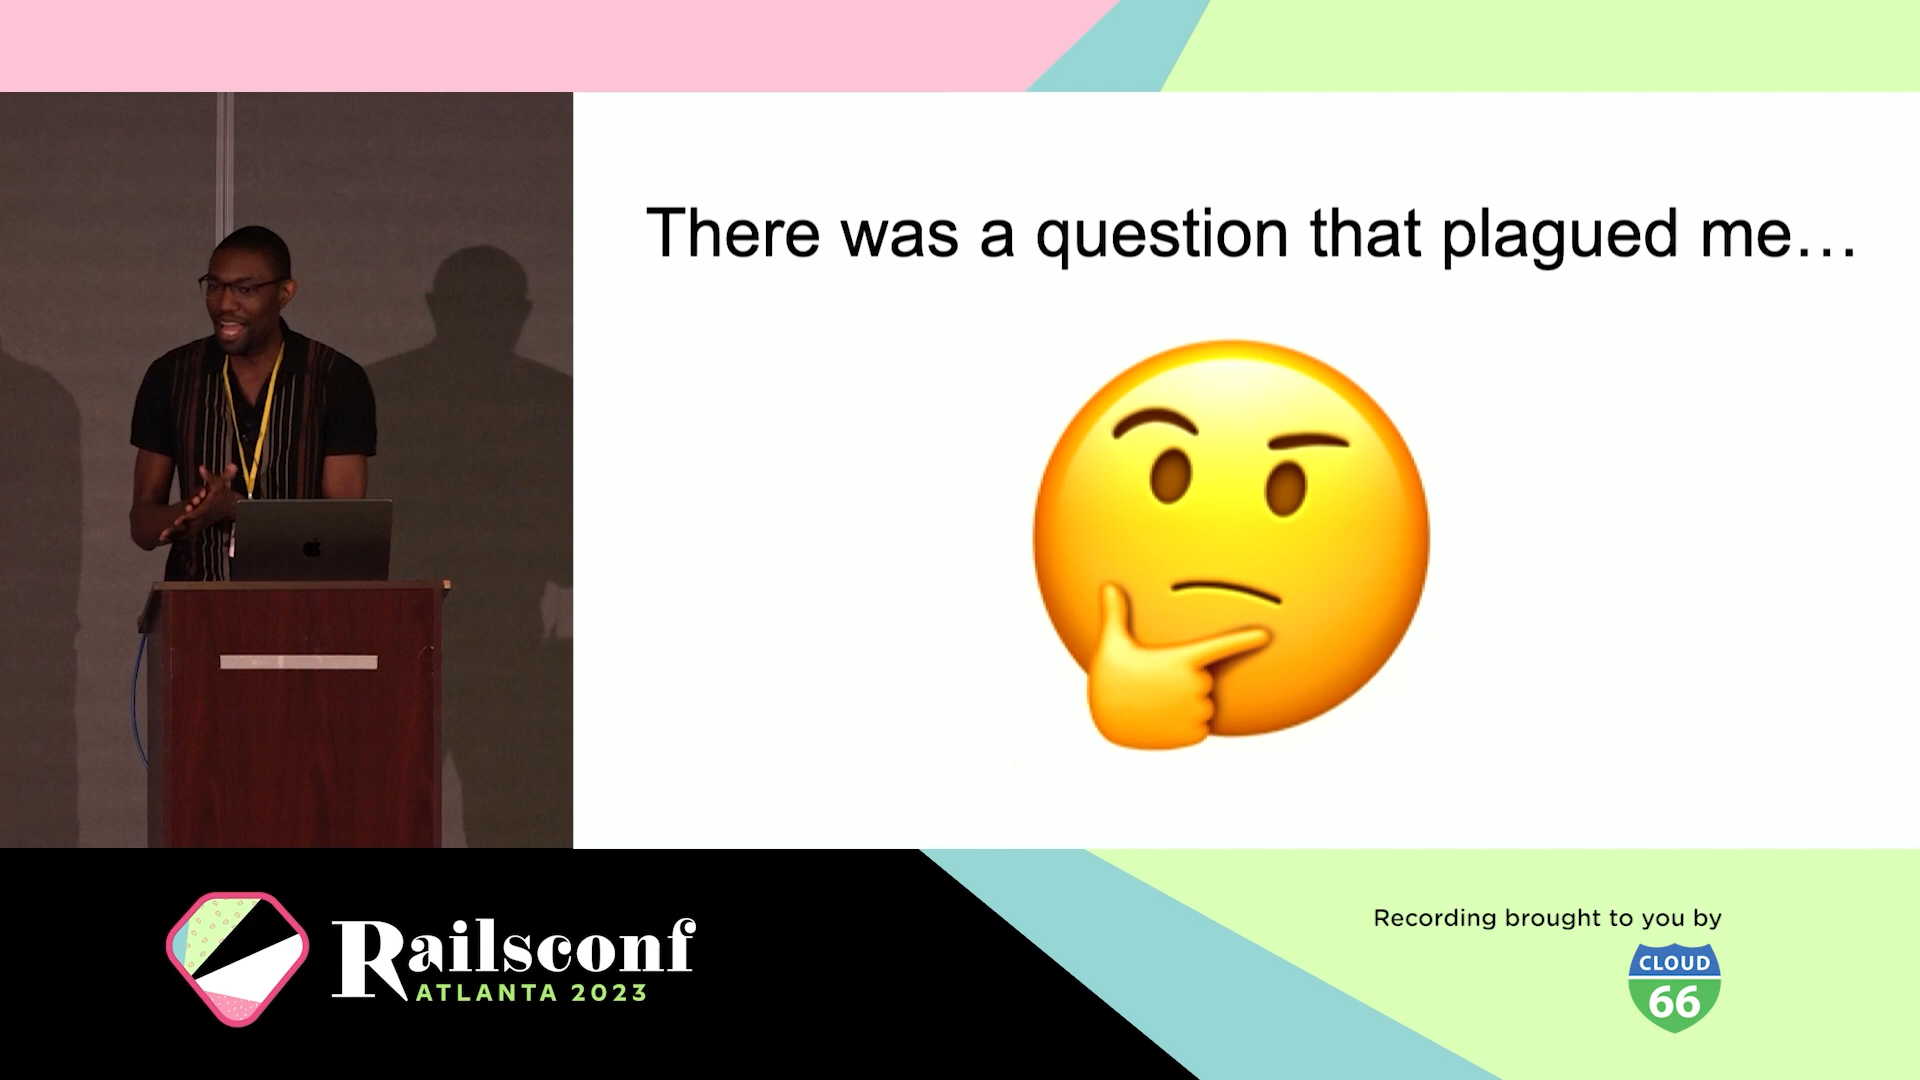 There was a question that plagued me…
Railsconf
ATLANTA 2023
Recording brought to you by
CLOUD
66